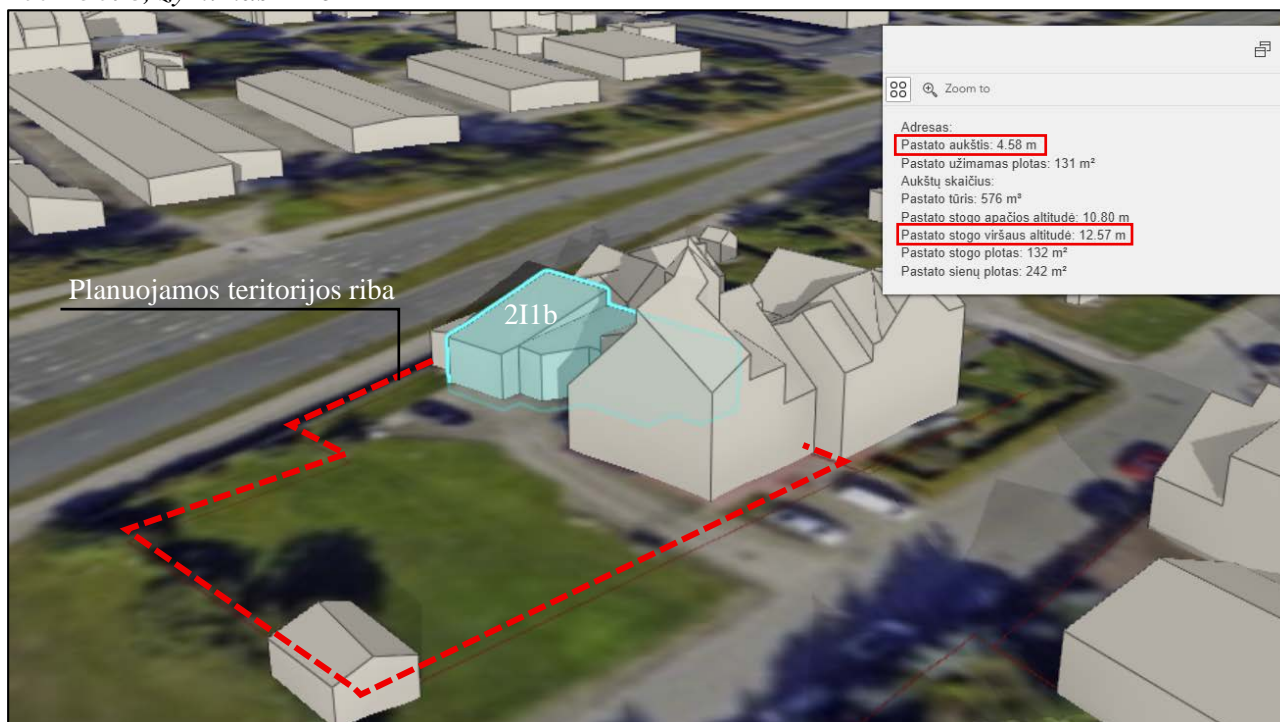 Zoom to
Adresas:
Pastato aukštis: 4.58 m
Pastato užimamas plotas: 131 m²
Aukštų skaičius:
Pastato tūris: 576 m³
Pastato stogo apačios altitudė: 10.80 m
Pastato stogo viršaus altitudė: 12.57 m
Pastato stogo plotas: 132 m²
Pastato sienų plotas: 242 m²
Planuojamos teritorijos riba
2I1b